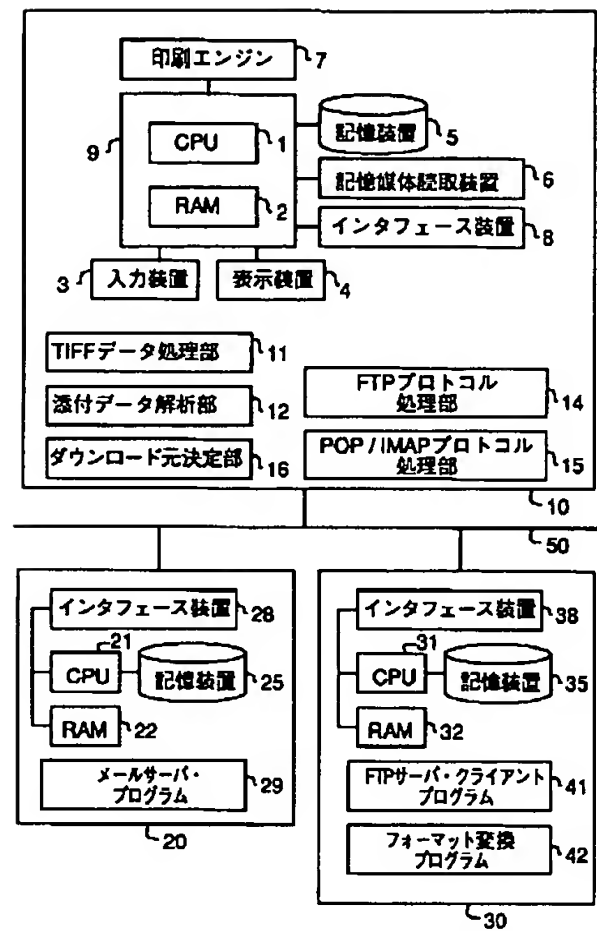 印刷エンジン
7
9
CPU
1
RAM
2
記憶装置
5
記憶媒体読取装置
6
インタフェース装置
8
3
入力装置
表示装置
4
TIFFデータ処理部
11
添付データ解析部
12
ダウンロード元決定部
16
FTPプロトコル
処理部
14
POP / IMAPプロトコル
処理部
15
10
50
インタフェース装置
28
21
CPU
記憶装置
25
RAM
22
メールサーバ・
プログラム
29
20
インタフェース装置
38
31
CPU
記憶装置
35
RAM
32
FTPサーバ・クライアント
プログラム
41
フォーマット変換
プログラム
42
30